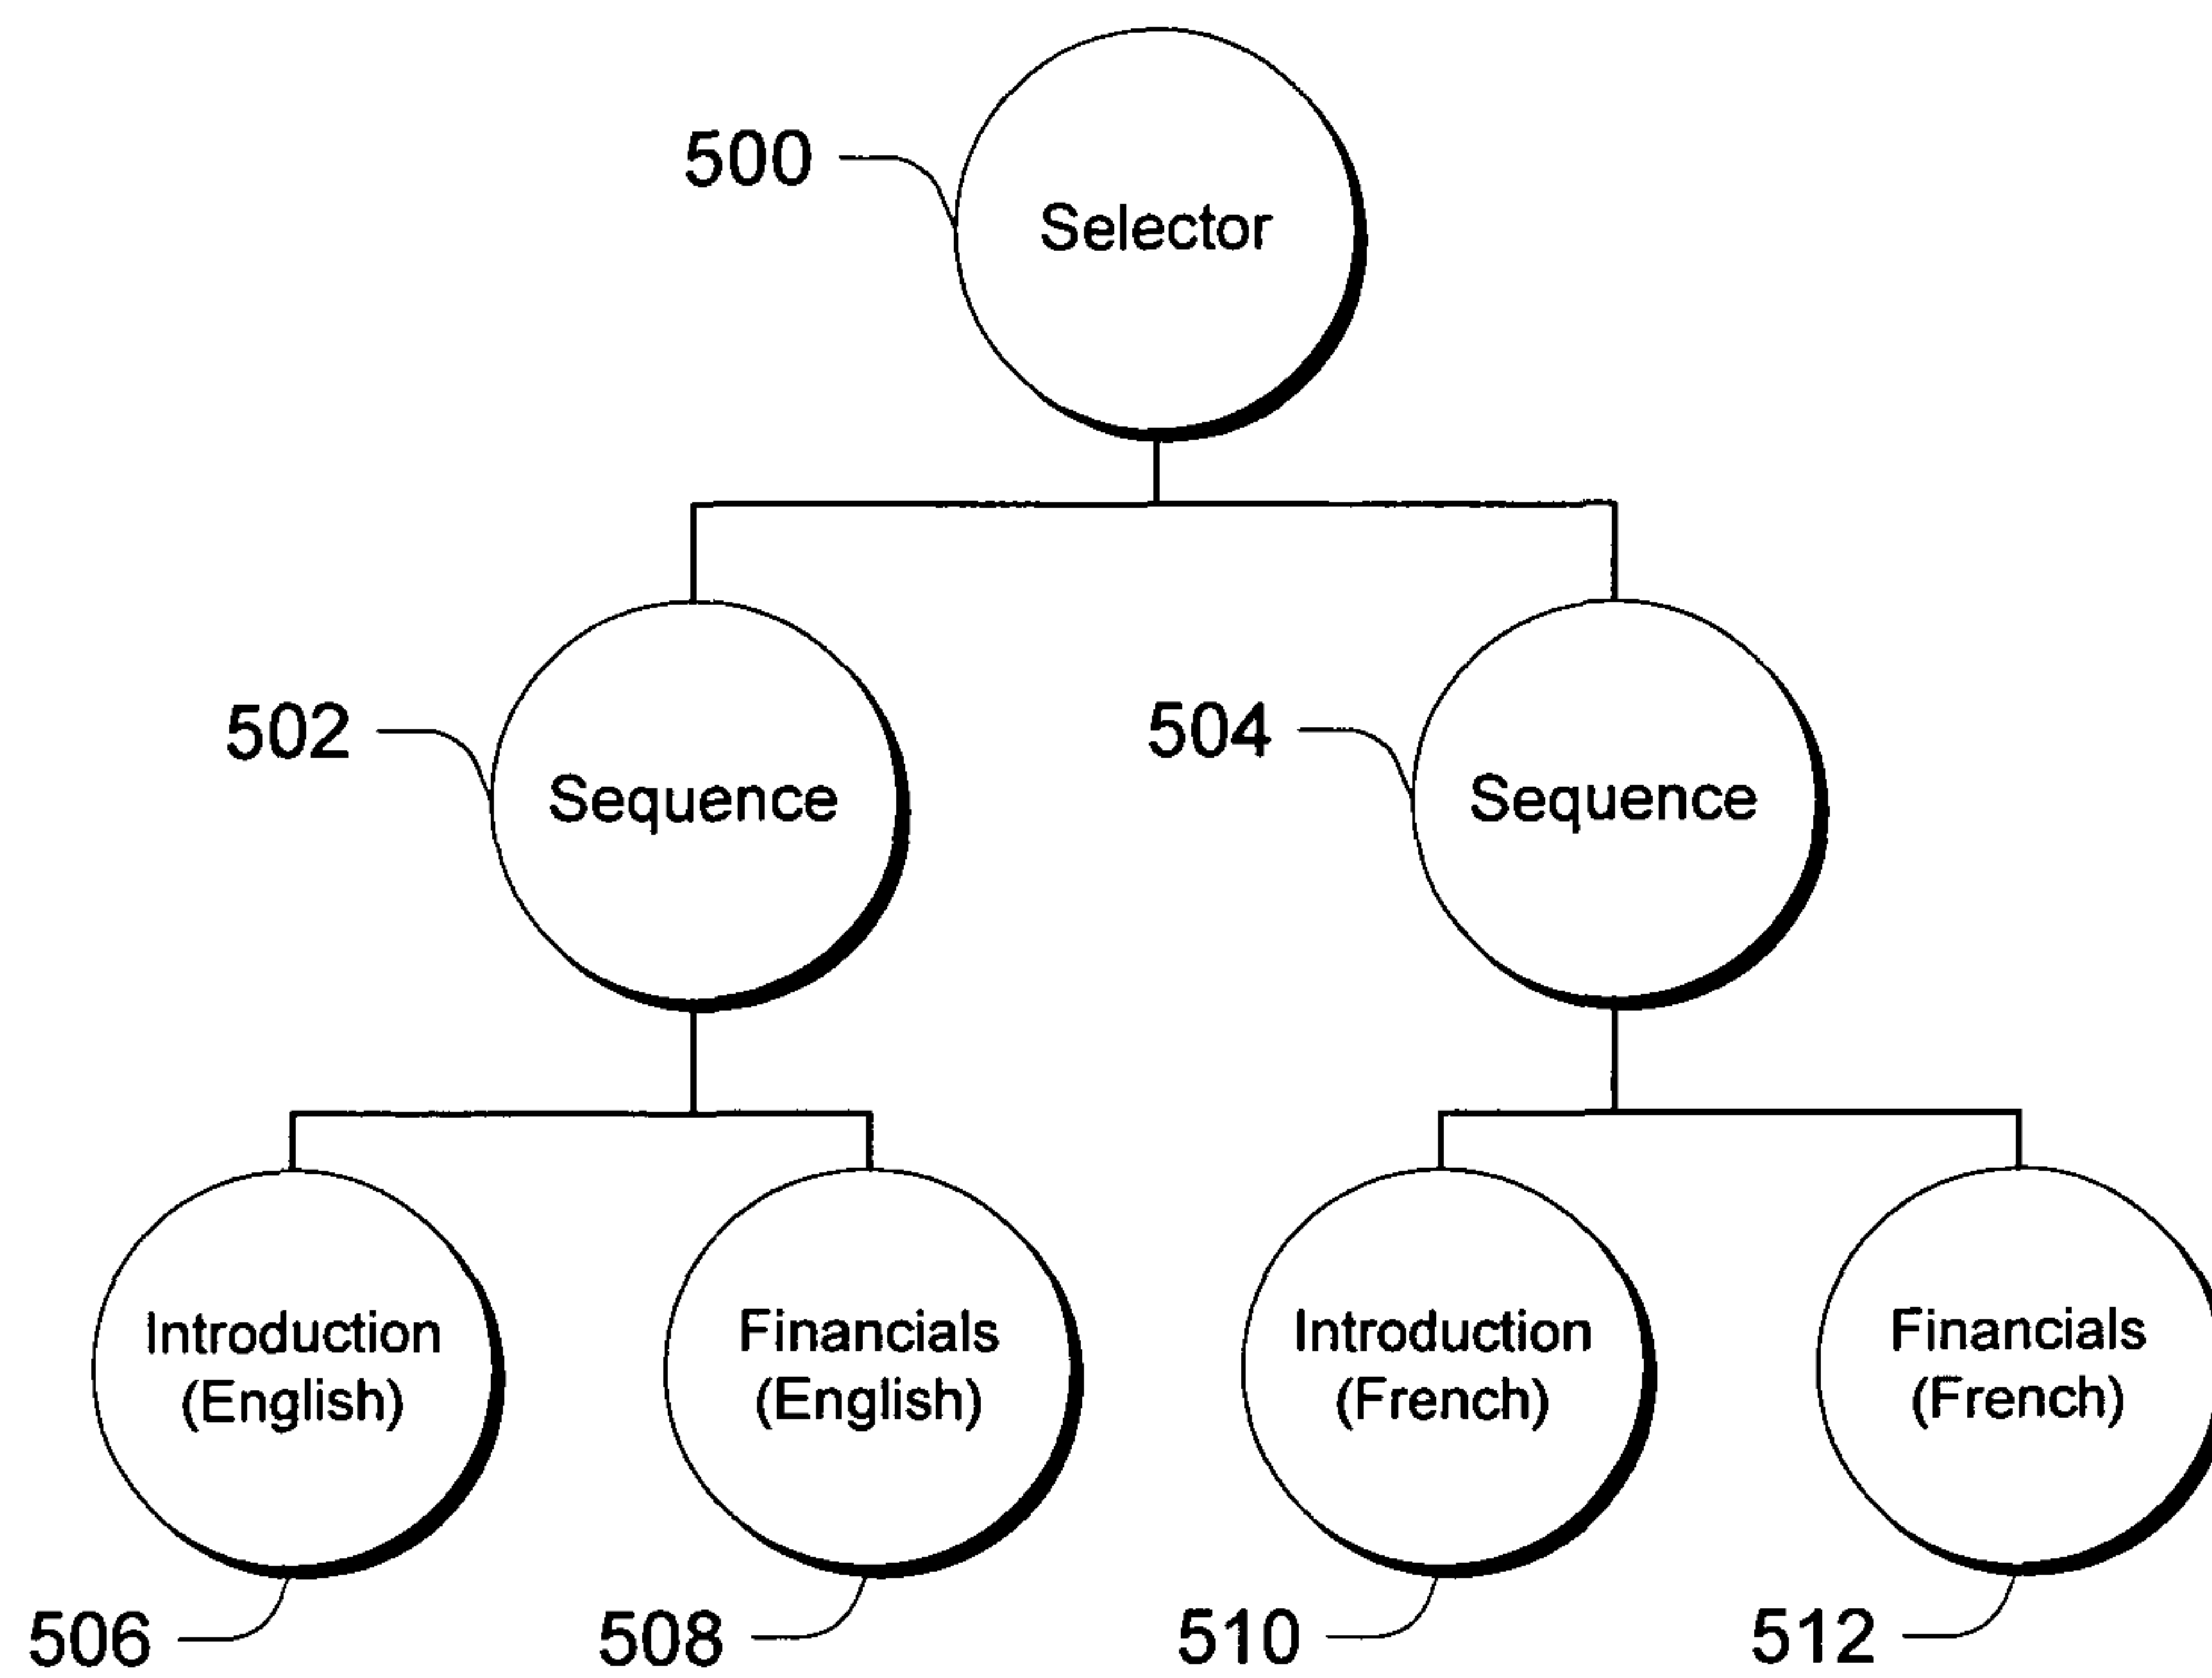 500
Selector
502
Sequence
504
Sequence
Introduction
(English)
Financials
(English)
Introduction
(French)
Financials
(French)
506
508
510
512